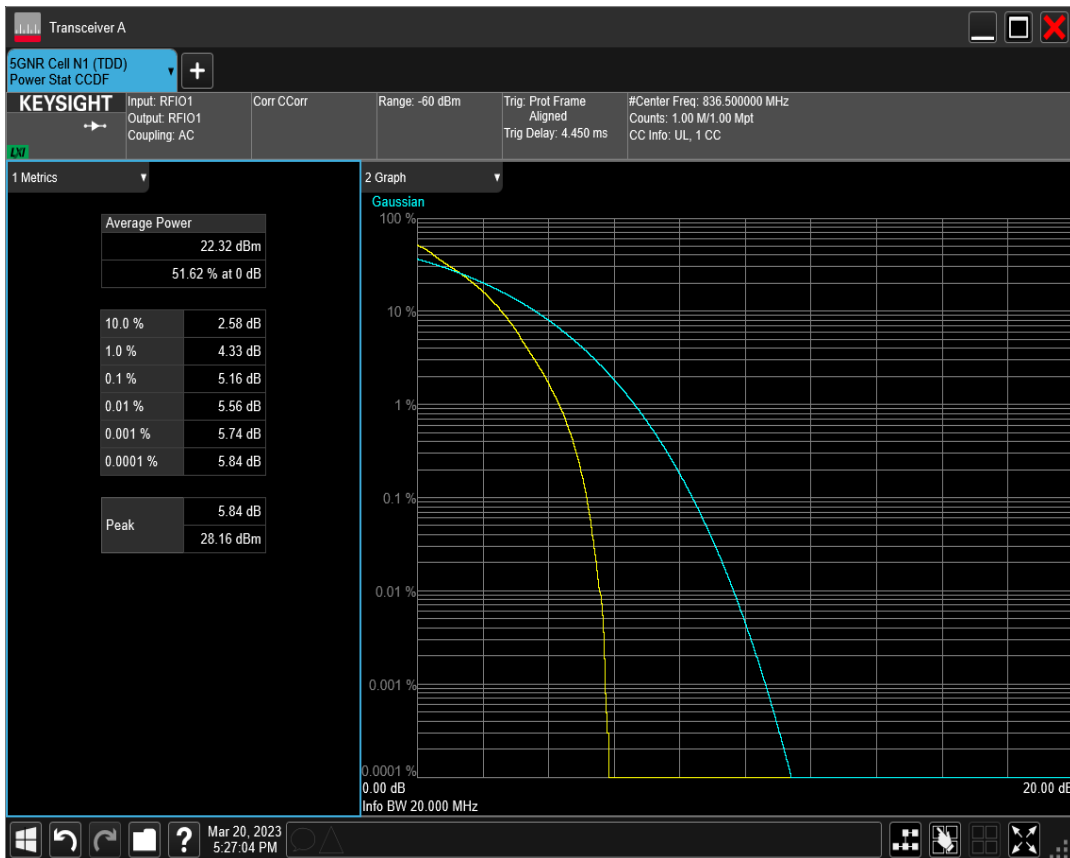 Transceiver A
5GNR Cell N1 (TDD)
Power Stat CCDF
+
KEYSIGHT
LXI
Input: RFIO1
Output: RFIO1
Coupling: AC
Corr CCorr
Range: -60 dBm
Trig: Prot Frame
Aligned
Trig Delay: 4.450 ms
#Center Freq: 836.500000 MHz
Counts: 1.00 M/1.00 Mpt
CC Info: UL, 1 CC
1 Metrics
Average Power
22.32 dBm
51.62 % at 0 dB
10.0 % 2.58 dB
1.0 % 4.33 dB
0.1 % 5.16 dB
0.01 % 5.56 dB
0.001 % 5.74 dB
0.0001 % 5.84 dB
Peak 5.84 dB
28.16 dBm
2 Graph
Gaussian
100 %
10 %
1 %
0.1 %
0.01 %
0.001 %
0.0001 %
0.00 dB 20.00 dB
Info BW 20.000 MHz
?
Mar 20, 2023
5:27:04 PM